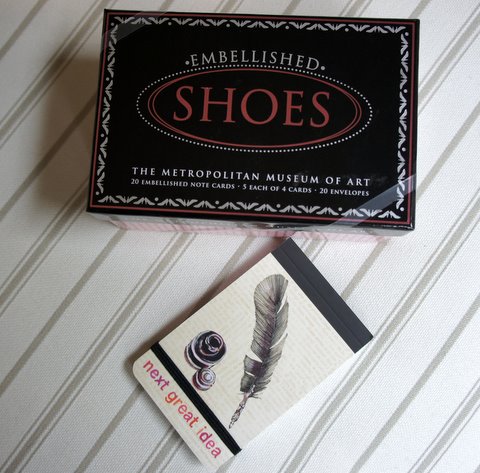 •EMBELLISHED•
SHOES
THE METROPOLITAN MUSEUM OF ART
20 EMBELLISHED NOTE CARDS • 5 EACH OF 4 CARDS • 20 ENVELOPES
next great idea